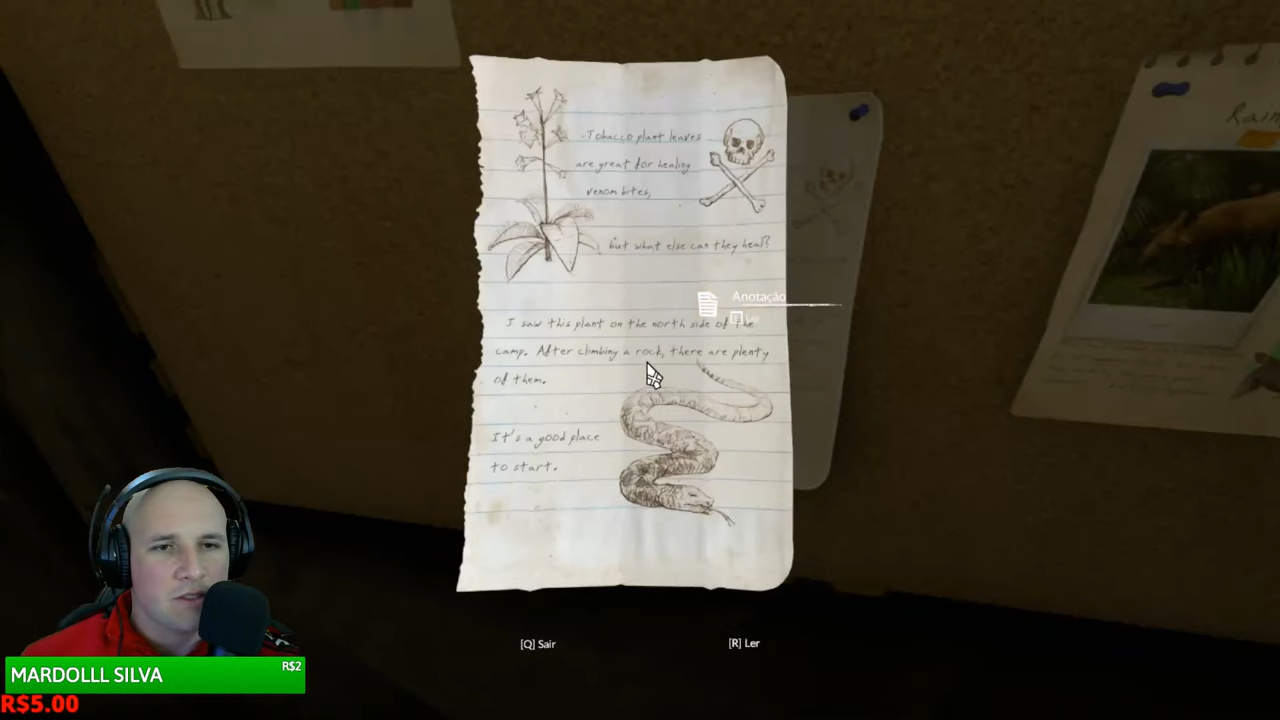 -Tobacco plant leaves
are great for healing
venom bites,
but what else can they heal?
Anotação
Ler
I saw this plant on the north side of the
camp. After climbing a rock, there are plenty
of them.
It's a good place
to start.
[Q] Sair
[R] Ler
MARDOLLL SILVA
R$2
R$5.00